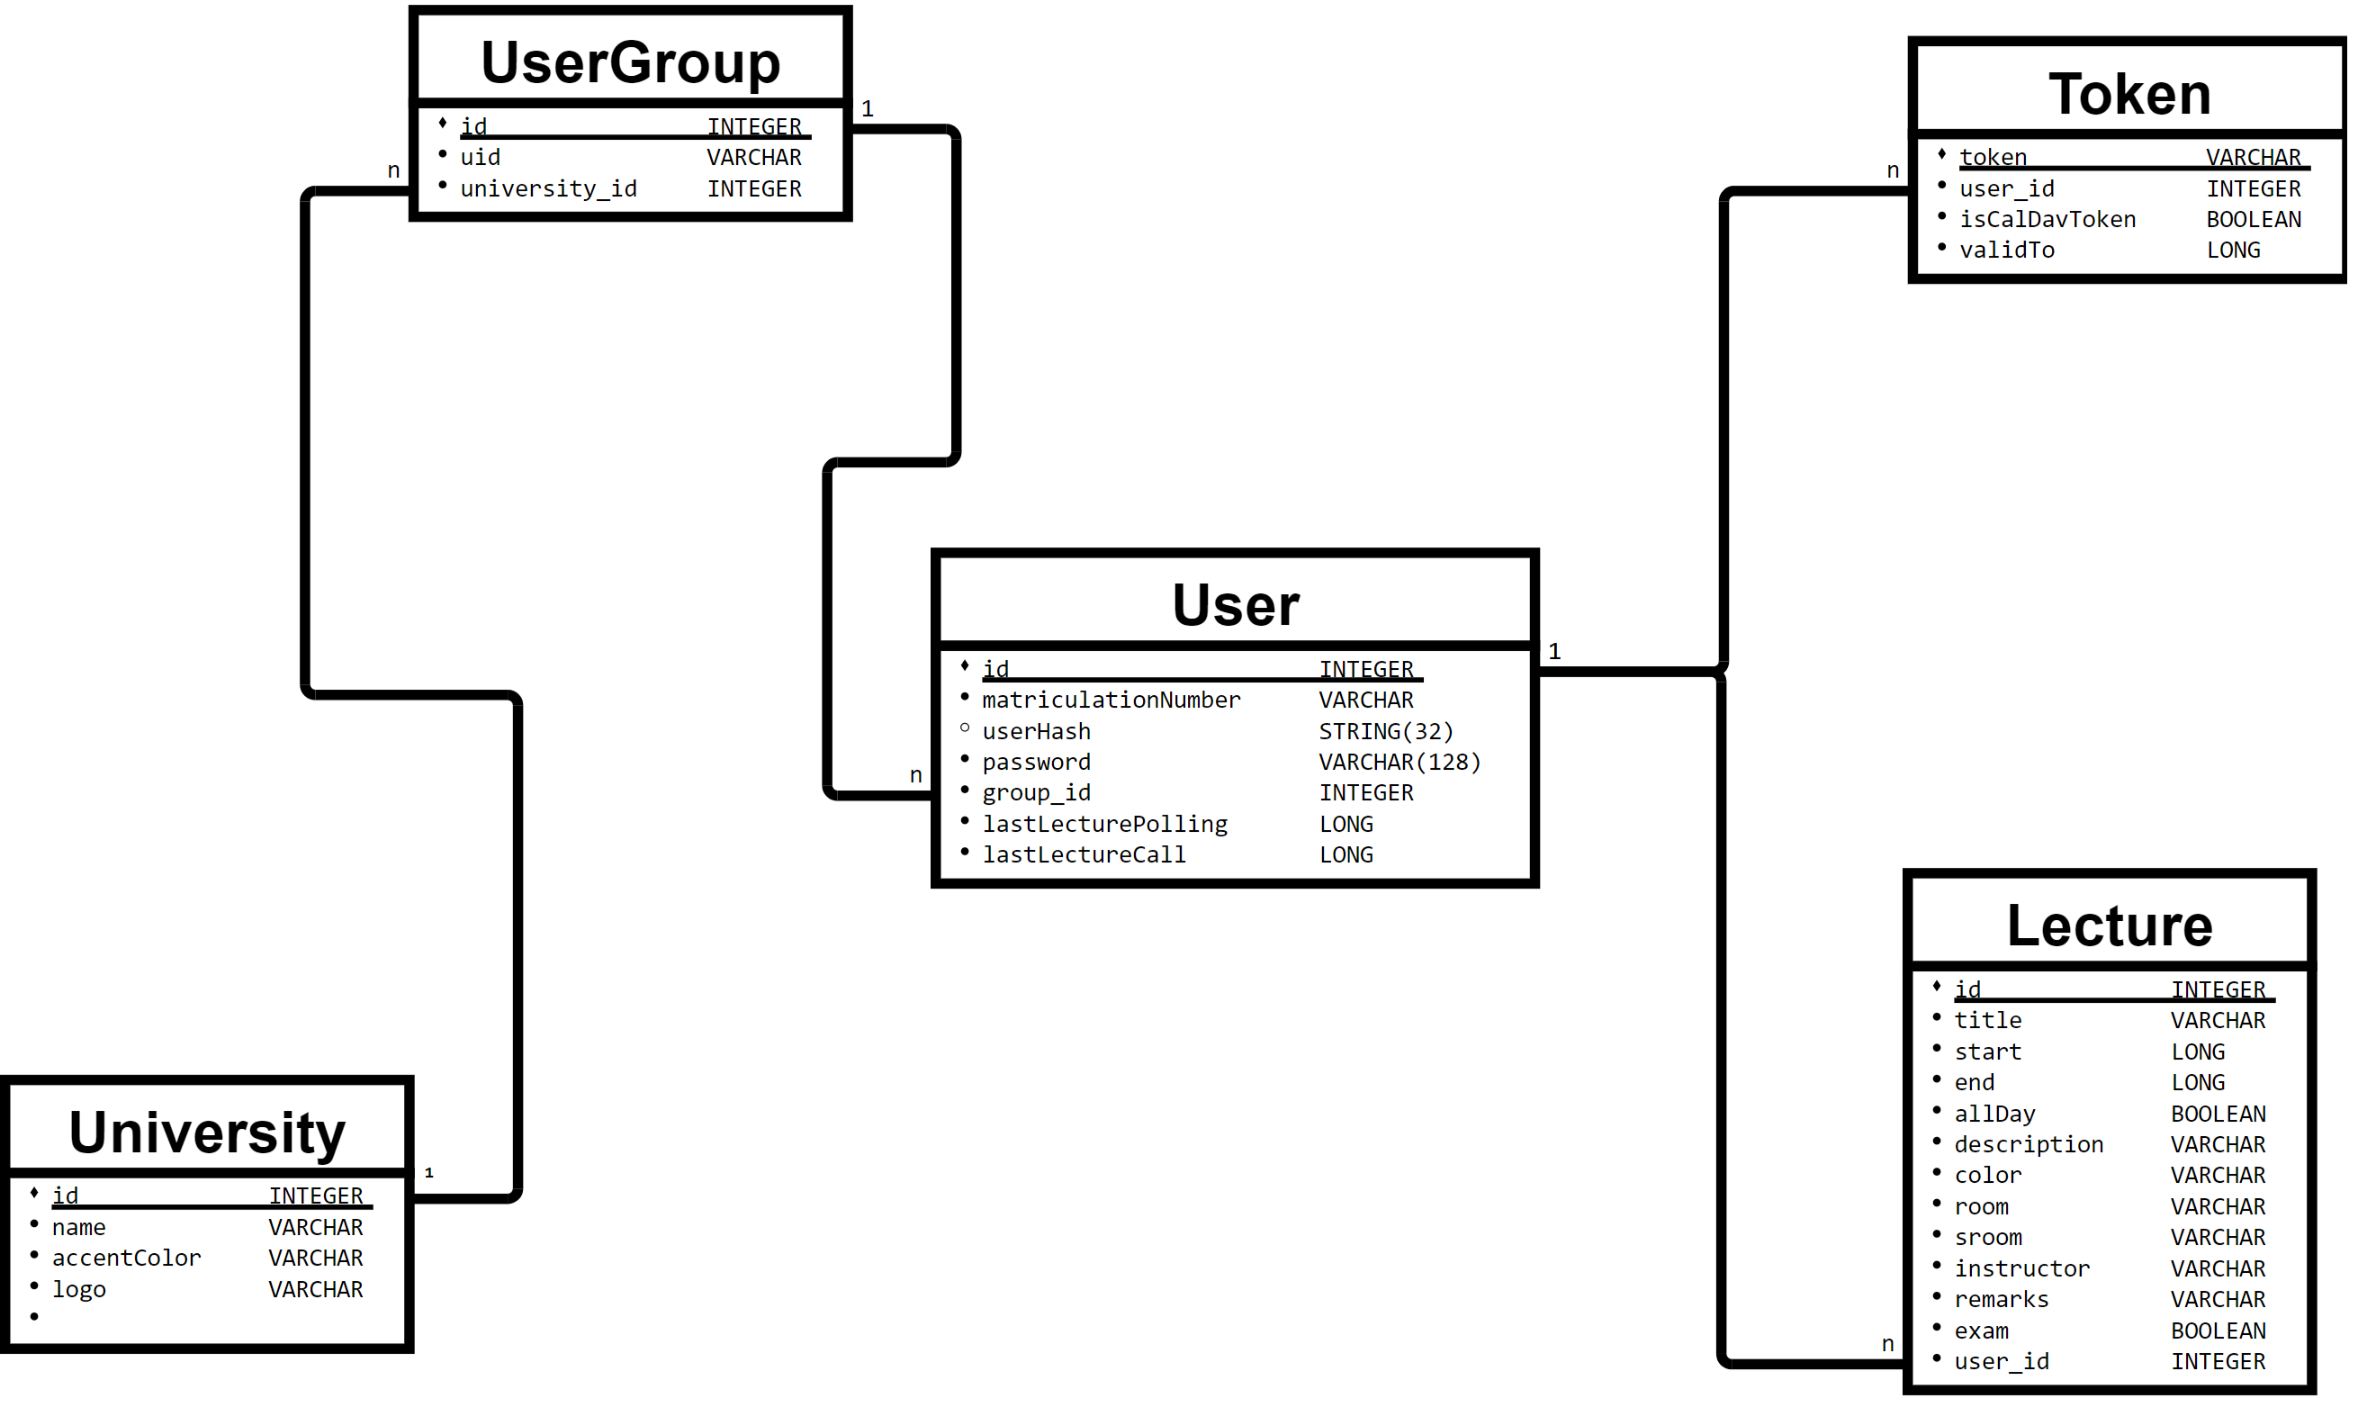 UserGroup
1
id INTEGER
uid VARCHAR
n
university_id INTEGER
Token
token VARCHAR
n
user_id INTEGER
isCalDavToken BOOLEAN
validTo LONG
User
1
id INTEGER
matriculationNumber VARCHAR
userHash STRING(32)
password VARCHAR(128)
n
group_id INTEGER
lastLecturePolling LONG
lastLectureCall LONG
University
1
id INTEGER
name VARCHAR
accentColor VARCHAR
logo VARCHAR
Lecture
id INTEGER
title VARCHAR
start LONG
end LONG
allDay BOOLEAN
description VARCHAR
color VARCHAR
room VARCHAR
sroom VARCHAR
instructor VARCHAR
remarks VARCHAR
exam BOOLEAN
n
user_id INTEGER